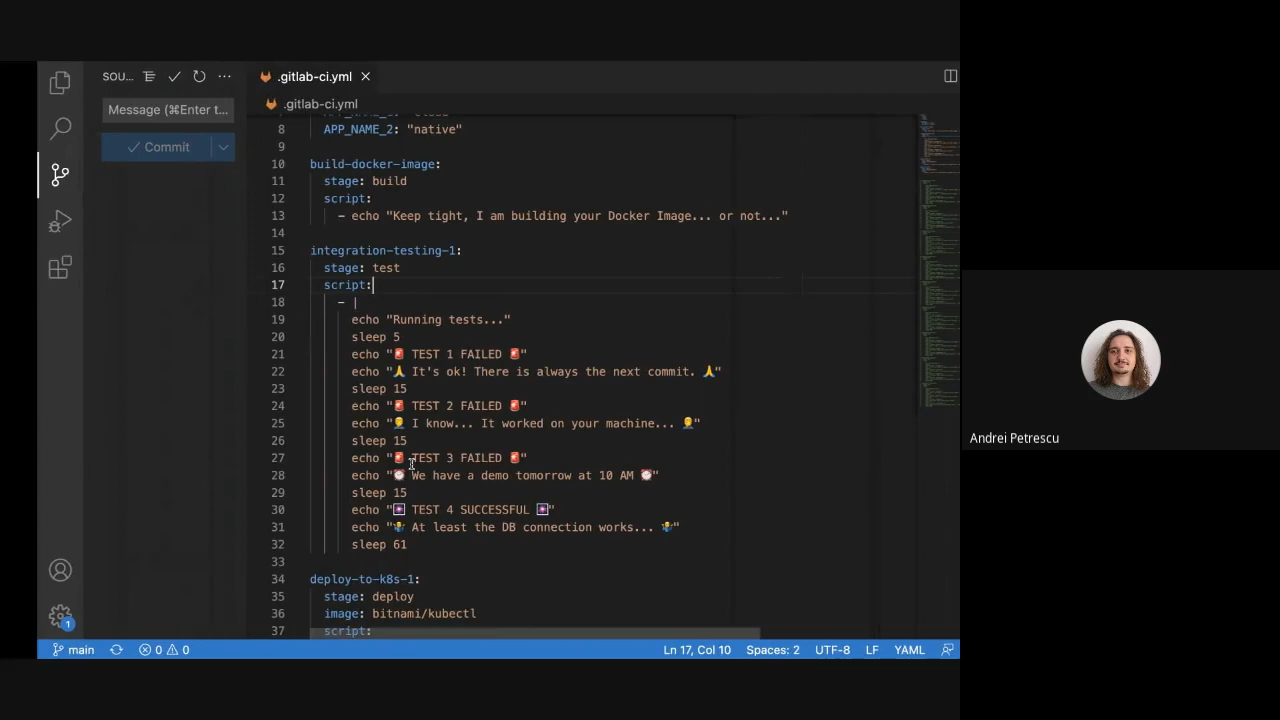 SOU... ...
.gitlab-ci.yml
Message (⌘Enter t...
.gitlab-ci.yml
Commit
8 APP_NAME_2: "native"
9
10 build-docker-image:
11 stage: build
12 script:
13 - echo "Keep tight, I am building your Docker Image... or not..."
14
15 integration-testing-1:
16 stage: test
17 script:
18 - |
19 echo "Running tests..."
20 sleep 5
21 echo "🚨 TEST 1 FAILED 🚨"
22 echo "🙏 It's ok! There is always the next commit. 🙏"
23 sleep 15
24 echo "🚨 TEST 2 FAILED 🚨"
25 echo "🤦‍♂️ I know... It worked on your machine... 🤦‍♂️"
26 sleep 15
27 echo "🚨 TEST 3 FAILED 🚨"
28 echo "⏰ We have a demo tomorrow at 10 AM ⏰"
29 sleep 15
30 echo "🎆 TEST 4 SUCCESSFUL 🎆"
31 echo "🤷‍♂️ At least the DB connection works... 🤷‍♂️"
32 sleep 61
33
34 deploy-to-k8s-1:
35 stage: deploy
36 image: bitnami/kubectl
37 script:
1
main 0 0 Ln 17, Col 10 Spaces: 2 UTF-8 LF YAML
Andrei Petrescu